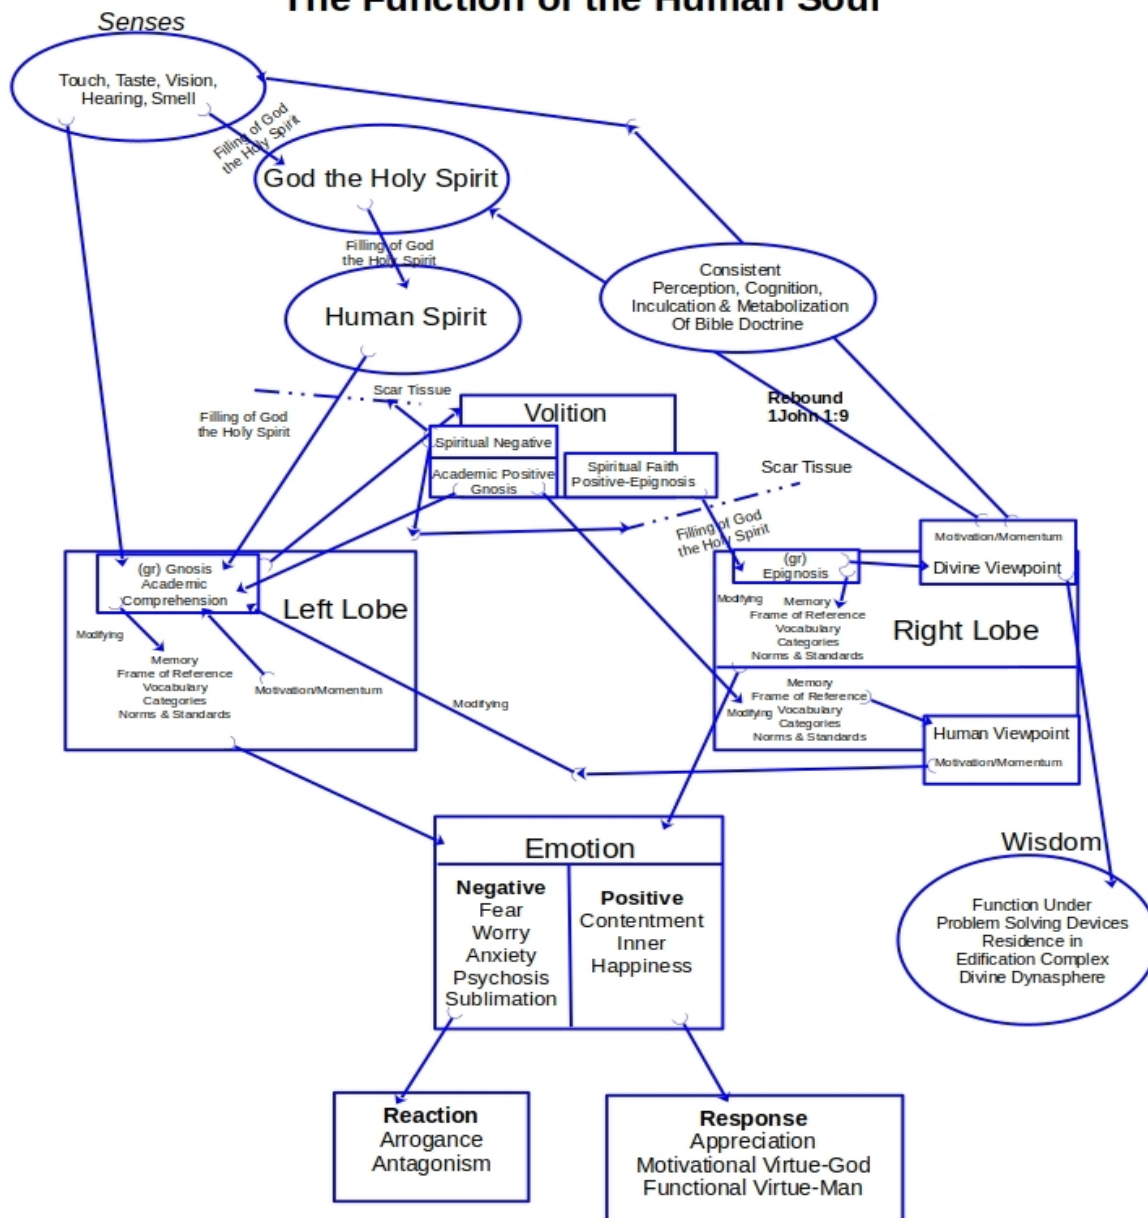 The Function of the Human Soul
Senses
Touch, Taste, Vision,
Hearing, Smell
Filling of God
the Holy Spirit
God the Holy Spirit
Filling of God
the Holy Spirit
Human Spirit
Consistent
Perception, Cognition,
Inculcation & Metabolization
Of Bible Doctrine
Scar Tissue
Filling of God
the Holy Spirit
Volition
Spiritual Negative
Academic Positive
Gnosis
Spiritual Faith
Positive-Epignosis
Rebound
1John 1:9
Scar Tissue
Filling of God
the Holy Spirit
(gr) Gnosis
Academic
Comprehension
Left Lobe
Modifying
Memory
Frame of Reference
Vocabulary
Categories
Norms & Standards
Motivation/Momentum
Modifying
(gr)
Epignosis
Motivation/Momentum
Divine Viewpoint
Modifying
Memory
Frame of Reference
Vocabulary
Categories
Norms & Standards
Right Lobe
Memory
Frame of Reference
Modifying
Vocabulary
Categories
Norms & Standards
Human Viewpoint
Motivation/Momentum
Emotion
Negative
Fear
Worry
Anxiety
Psychosis
Sublimation
Positive
Contentment
Inner
Happiness
Wisdom
Function Under
Problem Solving Devices
Residence in
Edification Complex
Divine Dynasphere
Reaction
Arrogance
Antagonism
Response
Appreciation
Motivational Virtue-God
Functional Virtue-Man